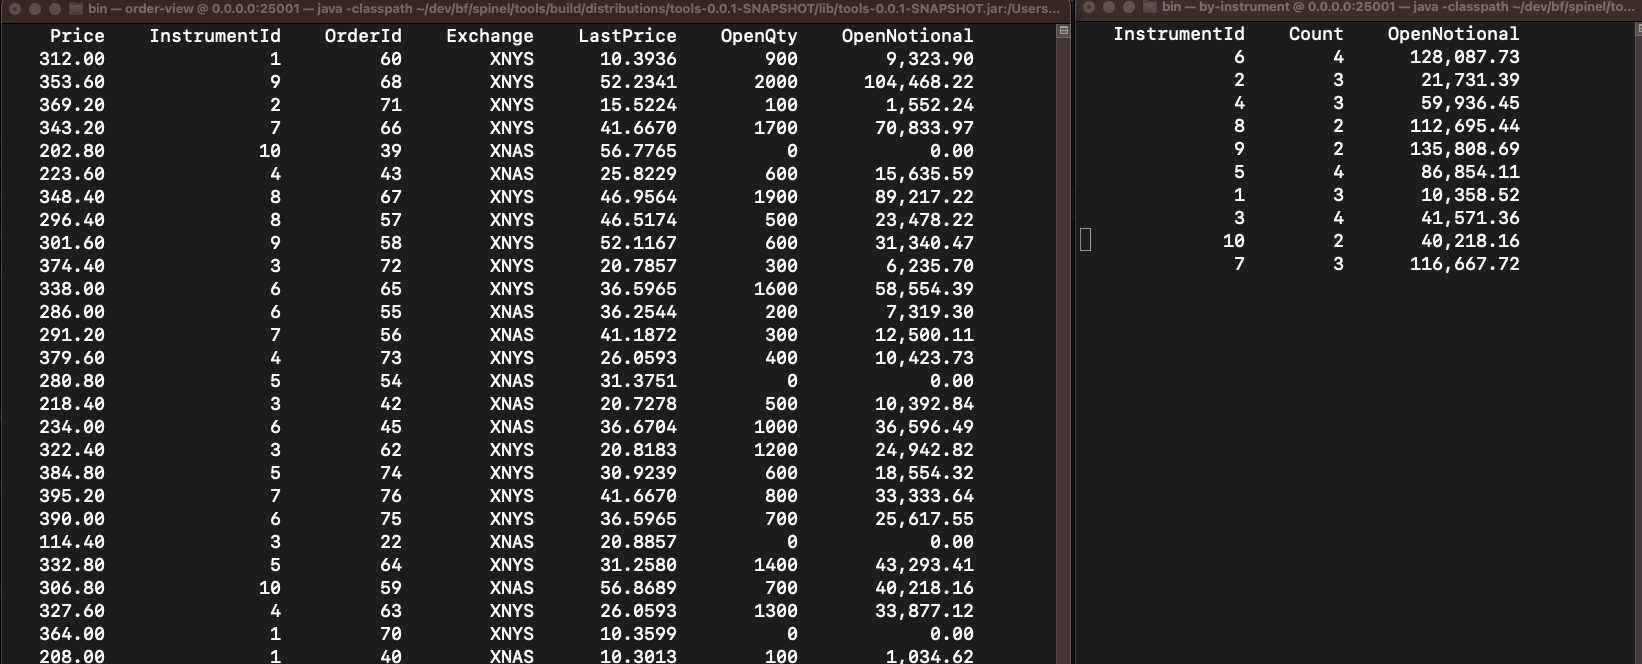 bin — order-view @ 0.0.0.0:25001 — java -classpath ~/dev/bf/spinel/tools/build/distributions/tools-0.0.1-SNAPSHOT/lib/tools-0.0.1-SNAPSHOT.jar:/Users...
Price InstrumentId OrderId Exchange LastPrice OpenQty OpenNotional
312.00 1 60 XNYS 10.3936 900 9,323.90
353.60 9 68 XNYS 52.2341 2000 104,468.22
369.20 2 71 XNYS 15.5224 100 1,552.24
343.20 7 66 XNYS 41.6670 1700 70,833.97
202.80 10 39 XNAS 56.7765 0 0.00
223.60 4 43 XNAS 25.8229 600 15,635.59
348.40 8 67 XNYS 46.9564 1900 89,217.22
296.40 8 57 XNYS 46.5174 500 23,478.22
301.60 9 58 XNYS 52.1167 600 31,340.47
374.40 3 72 XNYS 20.7857 300 6,235.70
338.00 6 65 XNYS 36.5965 1600 58,554.39
286.00 6 55 XNAS 36.2544 200 7,319.30
291.20 7 56 XNAS 41.1872 300 12,500.11
379.60 4 73 XNYS 26.0593 400 10,423.73
280.80 5 54 XNAS 31.3751 0 0.00
218.40 3 42 XNAS 20.7278 500 10,392.84
234.00 6 45 XNAS 36.6704 1000 36,596.49
322.40 3 62 XNYS 20.8183 1200 24,942.82
384.80 5 74 XNYS 30.9239 600 18,554.32
395.20 7 76 XNYS 41.6670 800 33,333.64
390.00 6 75 XNYS 36.5965 700 25,617.55
114.40 3 22 XNAS 20.8857 0 0.00
332.80 5 64 XNYS 31.2580 1400 43,293.41
306.80 10 59 XNAS 56.8689 700 40,218.16
327.60 4 63 XNYS 26.0593 1300 33,877.12
364.00 1 70 XNYS 10.3599 0 0.00
208.00 1 40 XNAS 10.3013 100 1,034.62
bin — by-instrument @ 0.0.0.0:25001 — java -classpath ~/dev/bf/spinel/to...
InstrumentId Count OpenNotional
6 4 128,087.73
2 3 21,731.39
4 3 59,936.45
8 2 112,695.44
9 2 135,808.69
5 4 86,854.11
1 3 10,358.52
3 4 41,571.36
10 2 40,218.16
7 3 116,667.72